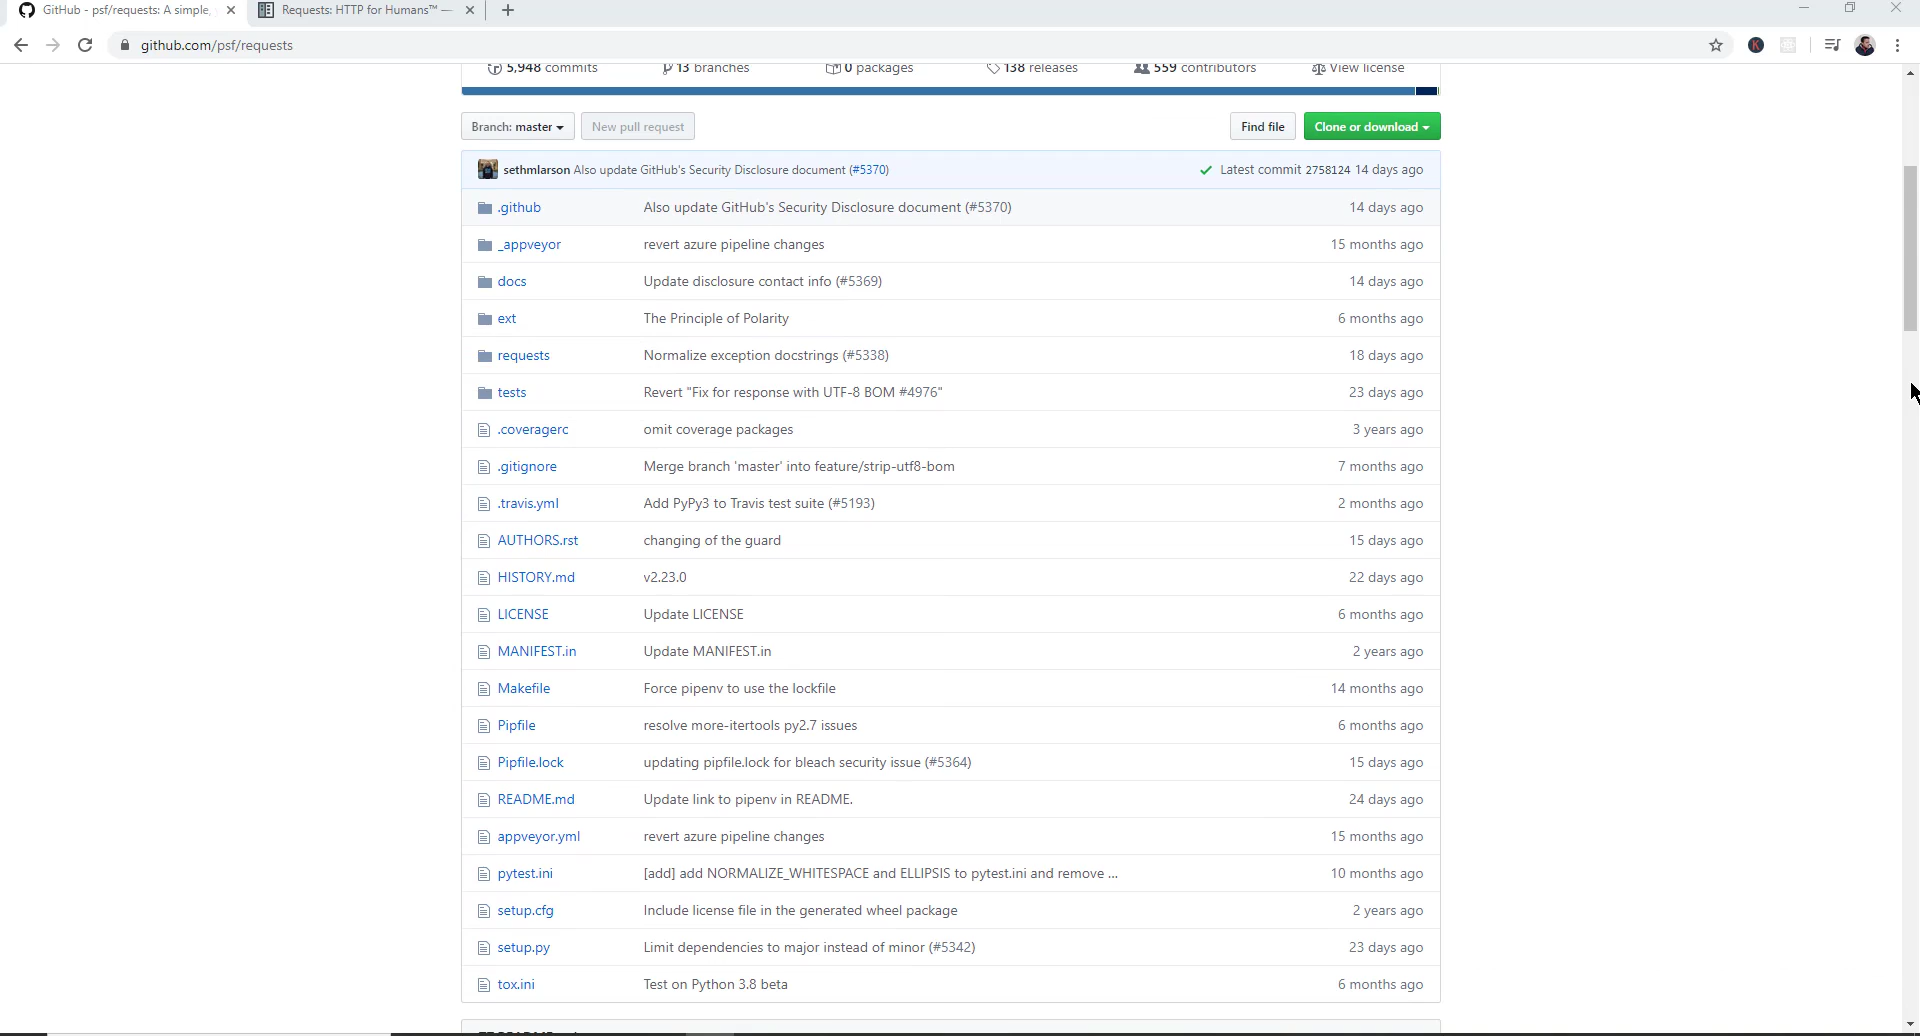 GitHub - psf/requests: A simple,
Requests: HTTP for Humans™ —
github.com/psf/requests
K
5,948 commits 13 branches 0 packages 138 releases 559 contributors View license
Branch: master New pull request Find file Clone or download
sethmlarson Also update GitHub's Security Disclosure document (#5370) Latest commit 2758124 14 days ago
.github Also update GitHub's Security Disclosure document (#5370) 14 days ago
_appveyor revert azure pipeline changes 15 months ago
docs Update disclosure contact info (#5369) 14 days ago
ext The Principle of Polarity 6 months ago
requests Normalize exception docstrings (#5338) 18 days ago
tests Revert "Fix for response with UTF-8 BOM #4976" 23 days ago
.coveragerc omit coverage packages 3 years ago
.gitignore Merge branch 'master' into feature/strip-utf8-bom 7 months ago
.travis.yml Add PyPy3 to Travis test suite (#5193) 2 months ago
AUTHORS.rst changing of the guard 15 days ago
HISTORY.md v2.23.0 22 days ago
LICENSE Update LICENSE 6 months ago
MANIFEST.in Update MANIFEST.in 2 years ago
Makefile Force pipenv to use the lockfile 14 months ago
Pipfile resolve more-itertools py2.7 issues 6 months ago
Pipfile.lock updating pipfile.lock for bleach security issue (#5364) 15 days ago
README.md Update link to pipenv in README. 24 days ago
appveyor.yml revert azure pipeline changes 15 months ago
pytest.ini [add] add NORMALIZE_WHITESPACE and ELLIPSIS to pytest.ini and remove ... 10 months ago
setup.cfg Include license file in the generated wheel package 2 years ago
setup.py Limit dependencies to major instead of minor (#5342) 23 days ago
tox.ini Test on Python 3.8 beta 6 months ago